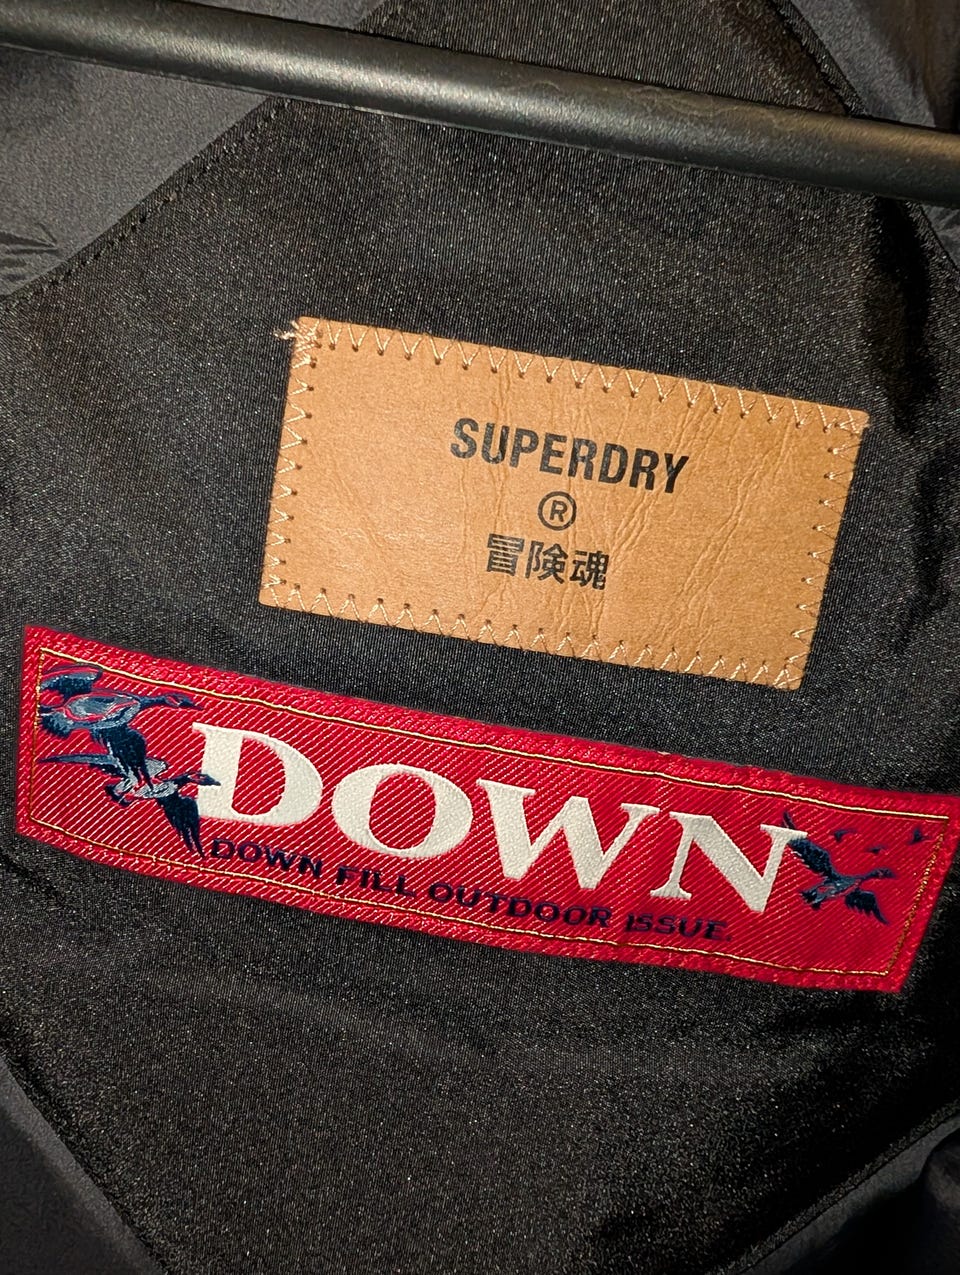 SUPERDRY
®
冒険魂
DOWN
DOWN FILL OUTDOOR ISSUE.